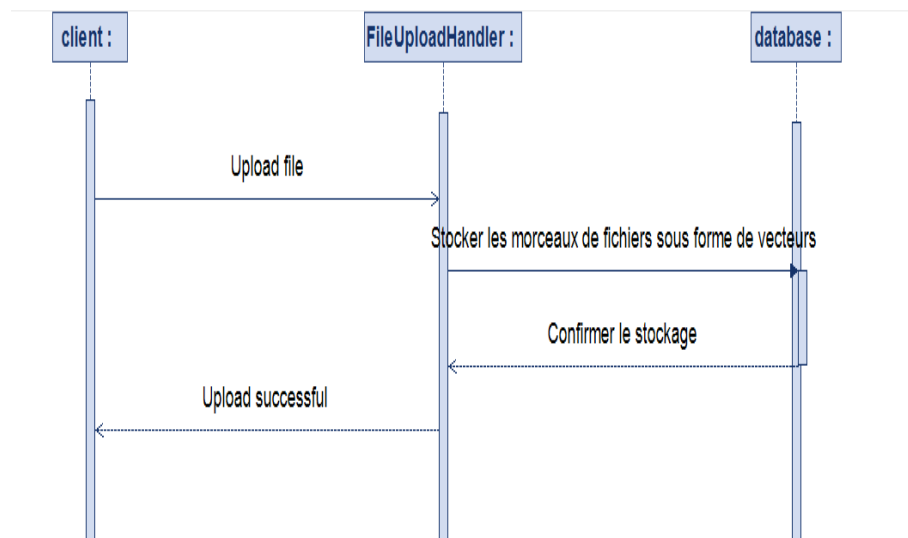 client :
FileUploadHandler :
database :
Upload file
Stocker les morceaux de fichiers sous forme de vecteurs
Confirmer le stockage
Upload successful